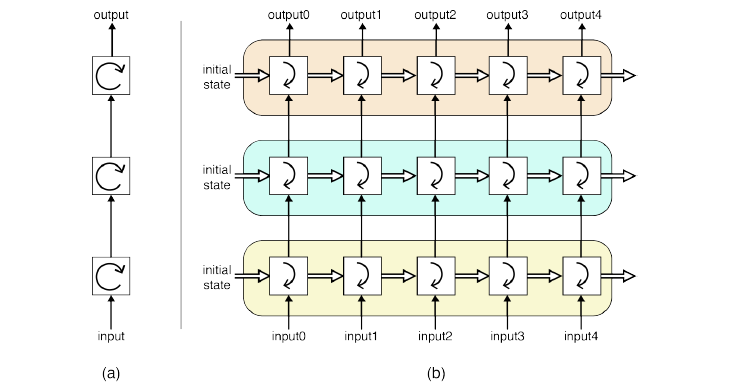 output
output0 output1 output2 output3 output4
initial
state
initial
state
initial
state
input
input0 input1 input2 input3 input4
(a)
(b)